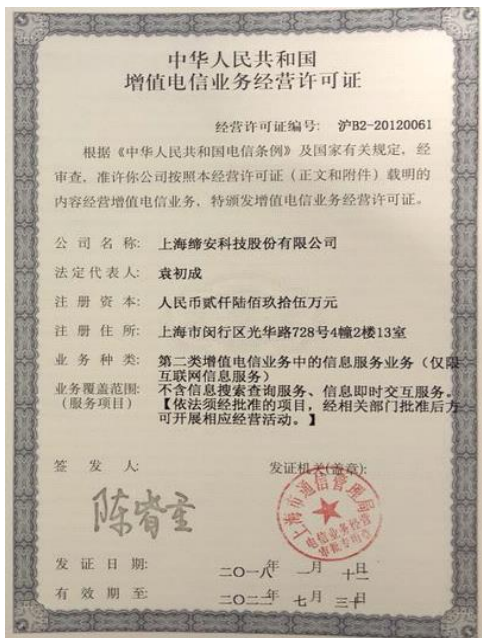 中华人民共和国
增值电信业务经营许可证
经营许可证编号: 沪B2-20120061
根据《中华人民共和国电信条例》及国家有关规定，经
审查，准许你公司按照本经营许可证（正文和附件）载明的
内容经营增值电信业务，特颁发增值电信业务经营许可证。
公司名称: 上海缔安科技股份有限公司
法定代表人: 袁初成
注册资本: 人民币贰仟陆佰玖拾伍万元
注册住所: 上海市闵行区光华路728号4幢2楼13室
业务种类: 第二类增值电信业务中的信息服务业务（仅限
互联网信息服务）
业务覆盖范围: 不含信息搜索查询服务、信息即时交互服务。
（服务项目） 【依法须经批准的项目，经相关部门批准后方
可开展相应经营活动。】
签发人: 发证机关(盖章):
上海市通信管理局
发证日期: 二〇一八年 一月 十二日
有效期至: 二〇二二年 七月 三十日